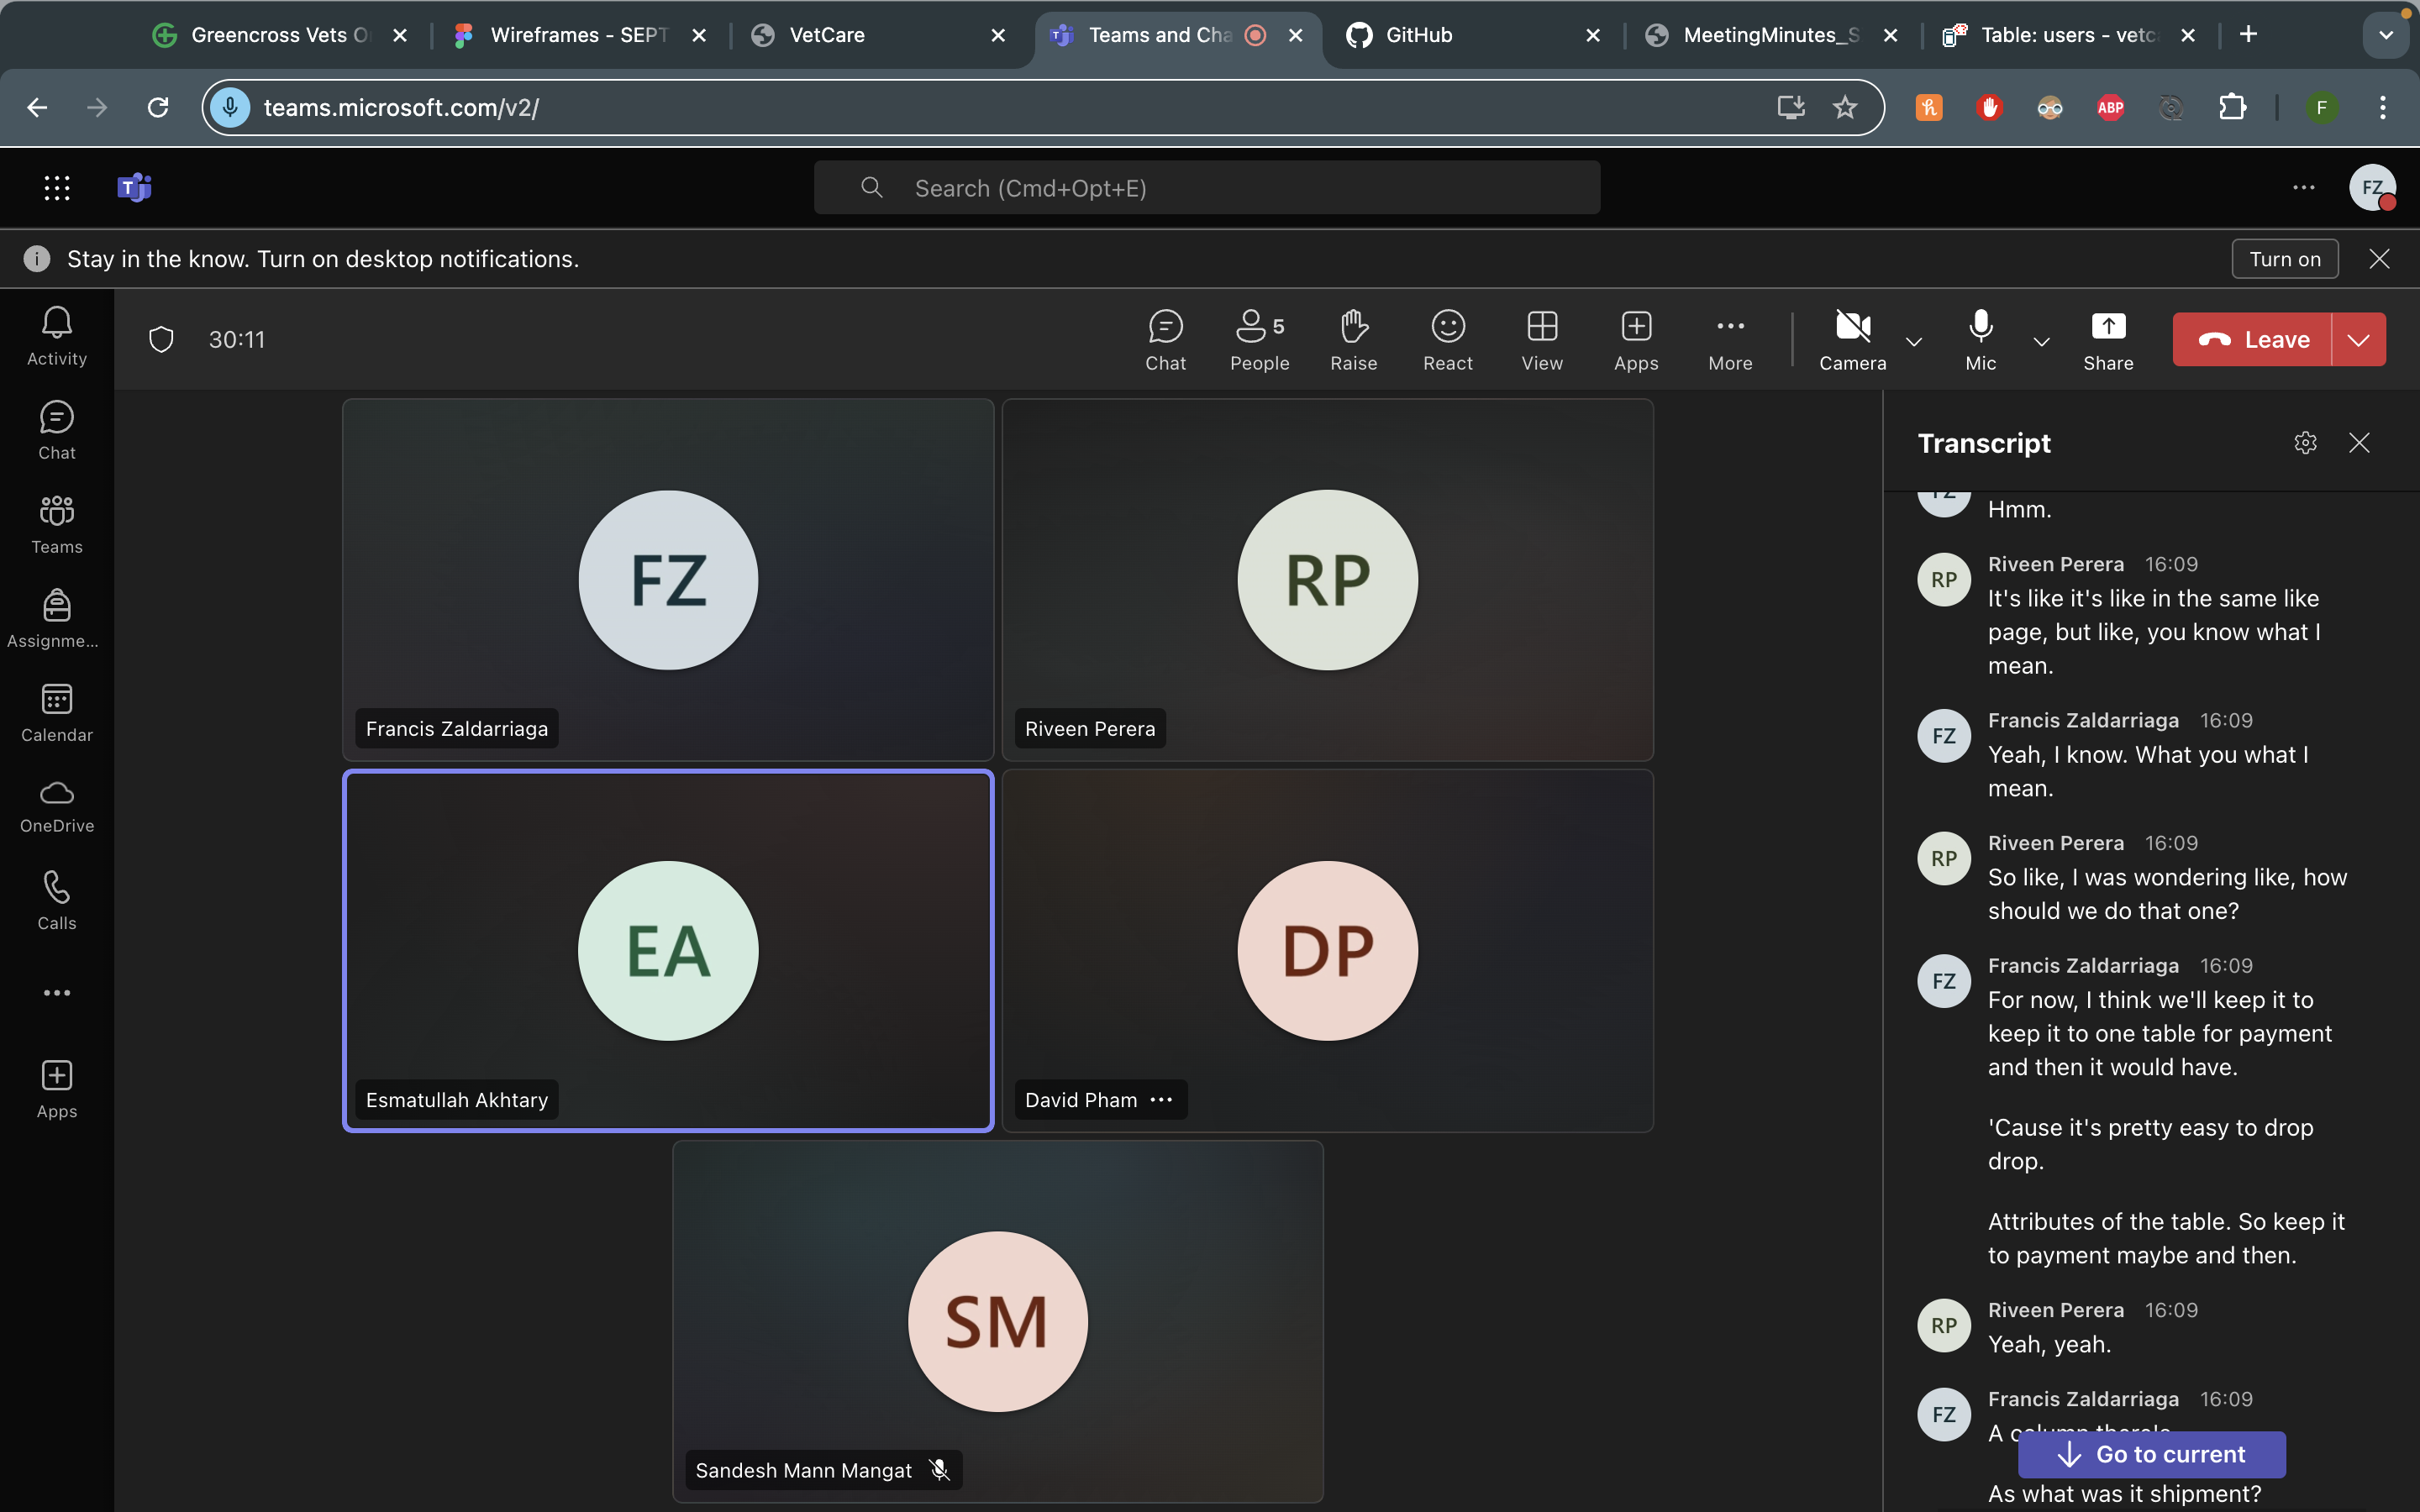 Greencross Vets O
Wireframes - SEPT
VetCare
Teams and Cha
GitHub
MeetingMinutes_S
Table: users - vetc
teams.microsoft.com/v2/
ABP
F
Search (Cmd+Opt+E)
FZ
Stay in the know. Turn on desktop notifications.
Turn on
Activity
Chat
Teams
Assignme...
Calendar
OneDrive
Calls
Apps
30:11
Chat
People 5
Raise
React
View
Apps
More
Camera
Mic
Share
Leave
FZ
Francis Zaldarriaga
RP
Riveen Perera
EA
Esmatullah Akhtary
DP
David Pham
SM
Sandesh Mann Mangat
Transcript
FZ
Hmm.
RP
Riveen Perera 16:09
It's like it's like in the same like
page, but like, you know what I
mean.
FZ
Francis Zaldarriaga 16:09
Yeah, I know. What you what I
mean.
RP
Riveen Perera 16:09
So like, I was wondering like, how
should we do that one?
FZ
Francis Zaldarriaga 16:09
For now, I think we'll keep it to
keep it to one table for payment
and then it would have.
'Cause it's pretty easy to drop
drop.
Attributes of the table. So keep it
to payment maybe and then.
RP
Riveen Perera 16:09
Yeah, yeah.
FZ
Francis Zaldarriaga 16:09
A column there's
Go to current
As what was it shipment?